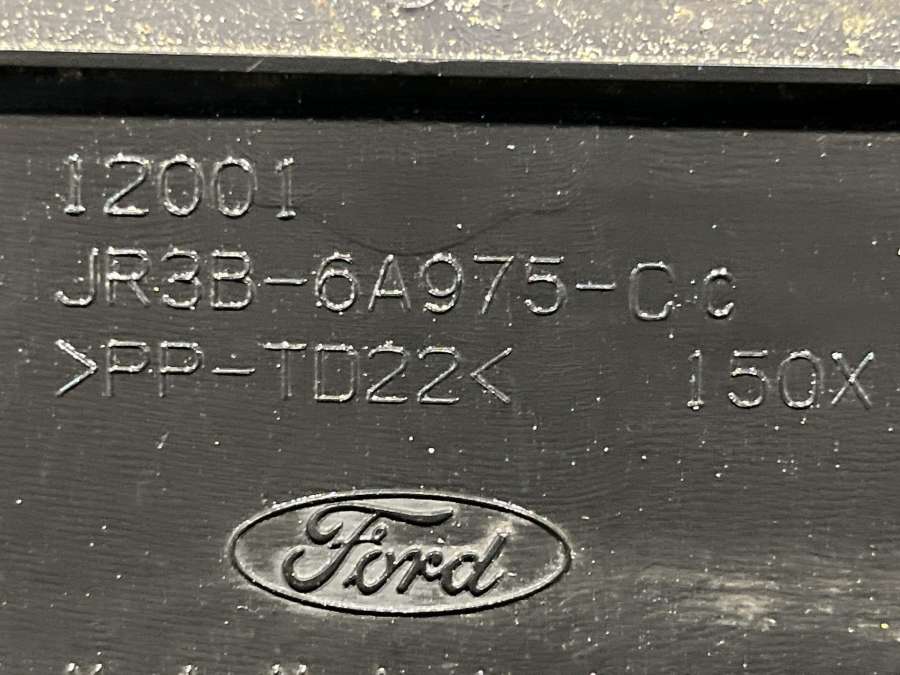 12001
JR3B-6A975-Cc
>PP-TD22< 150X
Ford